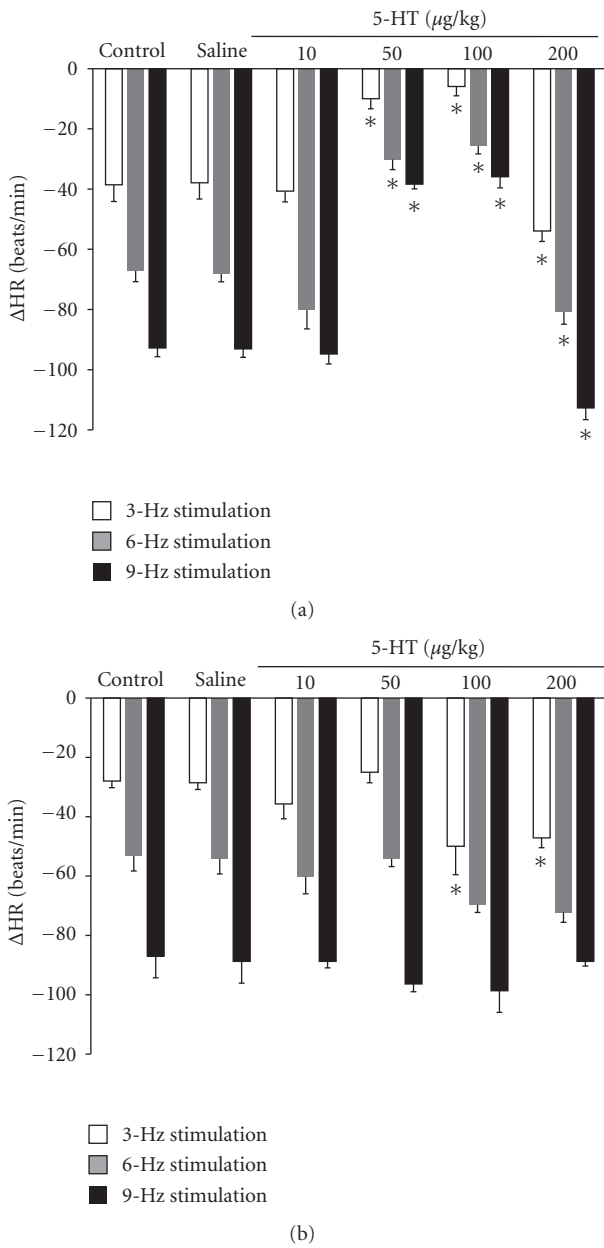 5-HT (μg/kg)
Control Saline 10 50 100 200
0
−20
−40
−60
−80
−100
−120
ΔHR (beats/min)
∗ ∗ ∗ ∗ ∗ ∗ ∗ ∗ ∗
3-Hz stimulation
6-Hz stimulation
9-Hz stimulation
(a)
5-HT (μg/kg)
Control Saline 10 50 100 200
0
−20
−40
−60
−80
−100
−120
ΔHR (beats/min)
∗ ∗
3-Hz stimulation
6-Hz stimulation
9-Hz stimulation
(b)